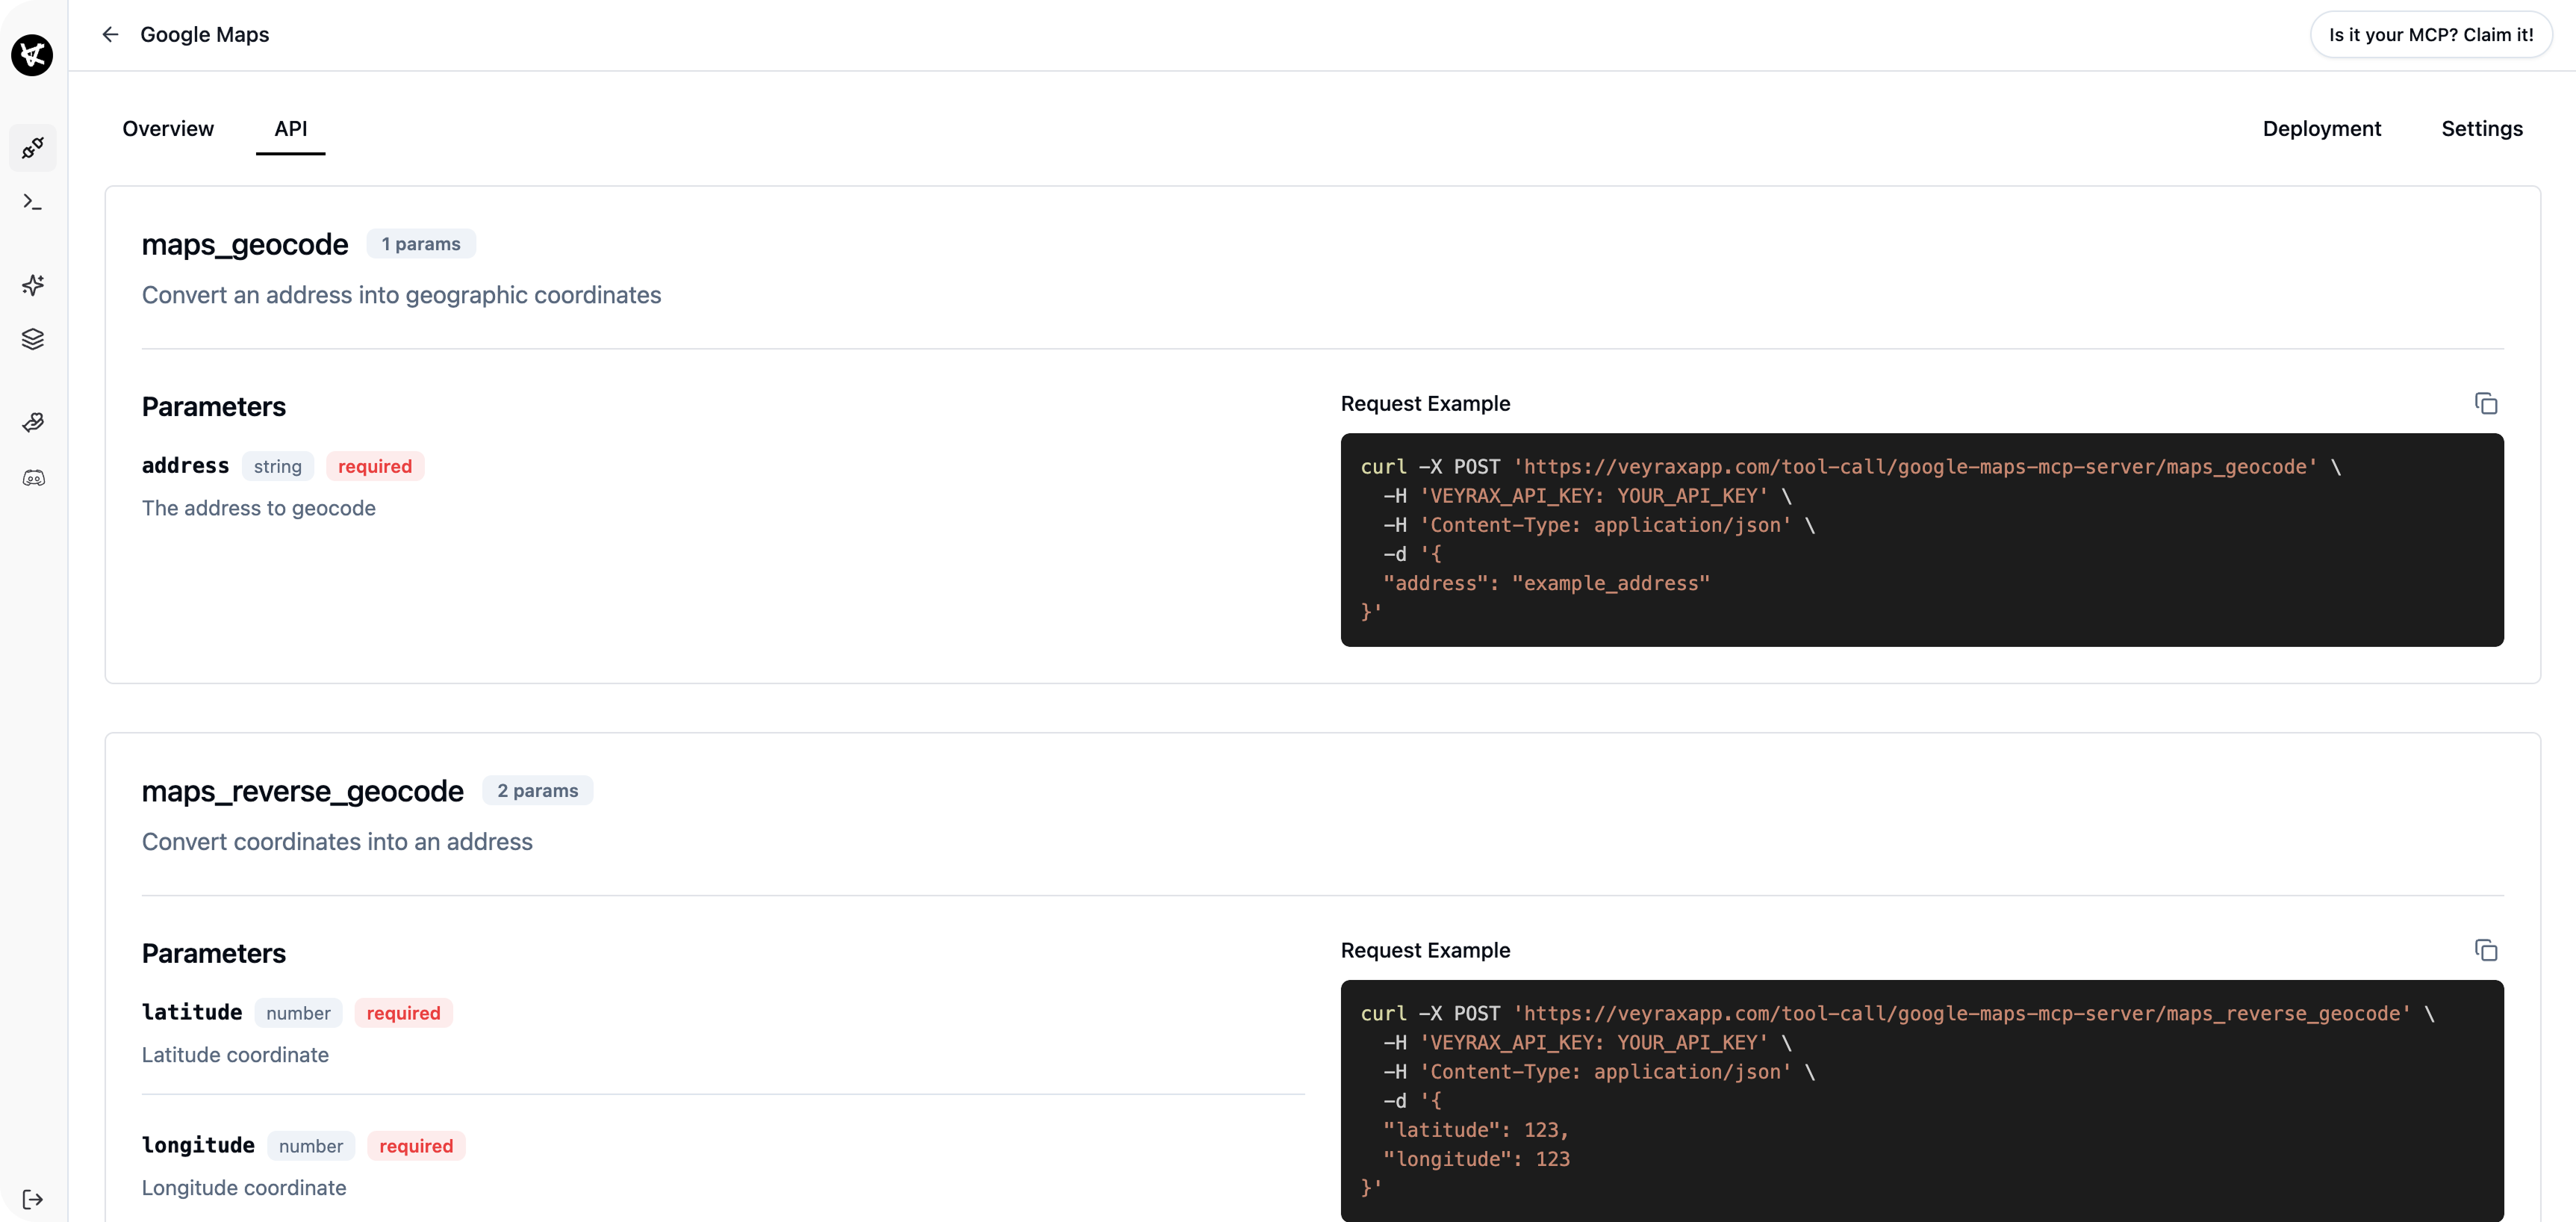 Google Maps
Is it your MCP? Claim it!
Overview
API
Deployment
Settings
maps_geocode
1 params
Convert an address into geographic coordinates
Parameters
address string required
The address to geocode
Request Example
curl -X POST 'https://veyraxapp.com/tool-call/google-maps-mcp-server/maps_geocode' \
-H 'VEYRAX_API_KEY: YOUR_API_KEY' \
-H 'Content-Type: application/json' \
-d '{
"address": "example_address"
}'
maps_reverse_geocode
2 params
Convert coordinates into an address
Parameters
latitude number required
Latitude coordinate
longitude number required
Longitude coordinate
Request Example
curl -X POST 'https://veyraxapp.com/tool-call/google-maps-mcp-server/maps_reverse_geocode' \
-H 'VEYRAX_API_KEY: YOUR_API_KEY' \
-H 'Content-Type: application/json' \
-d '{
"latitude": 123,
"longitude": 123
}'